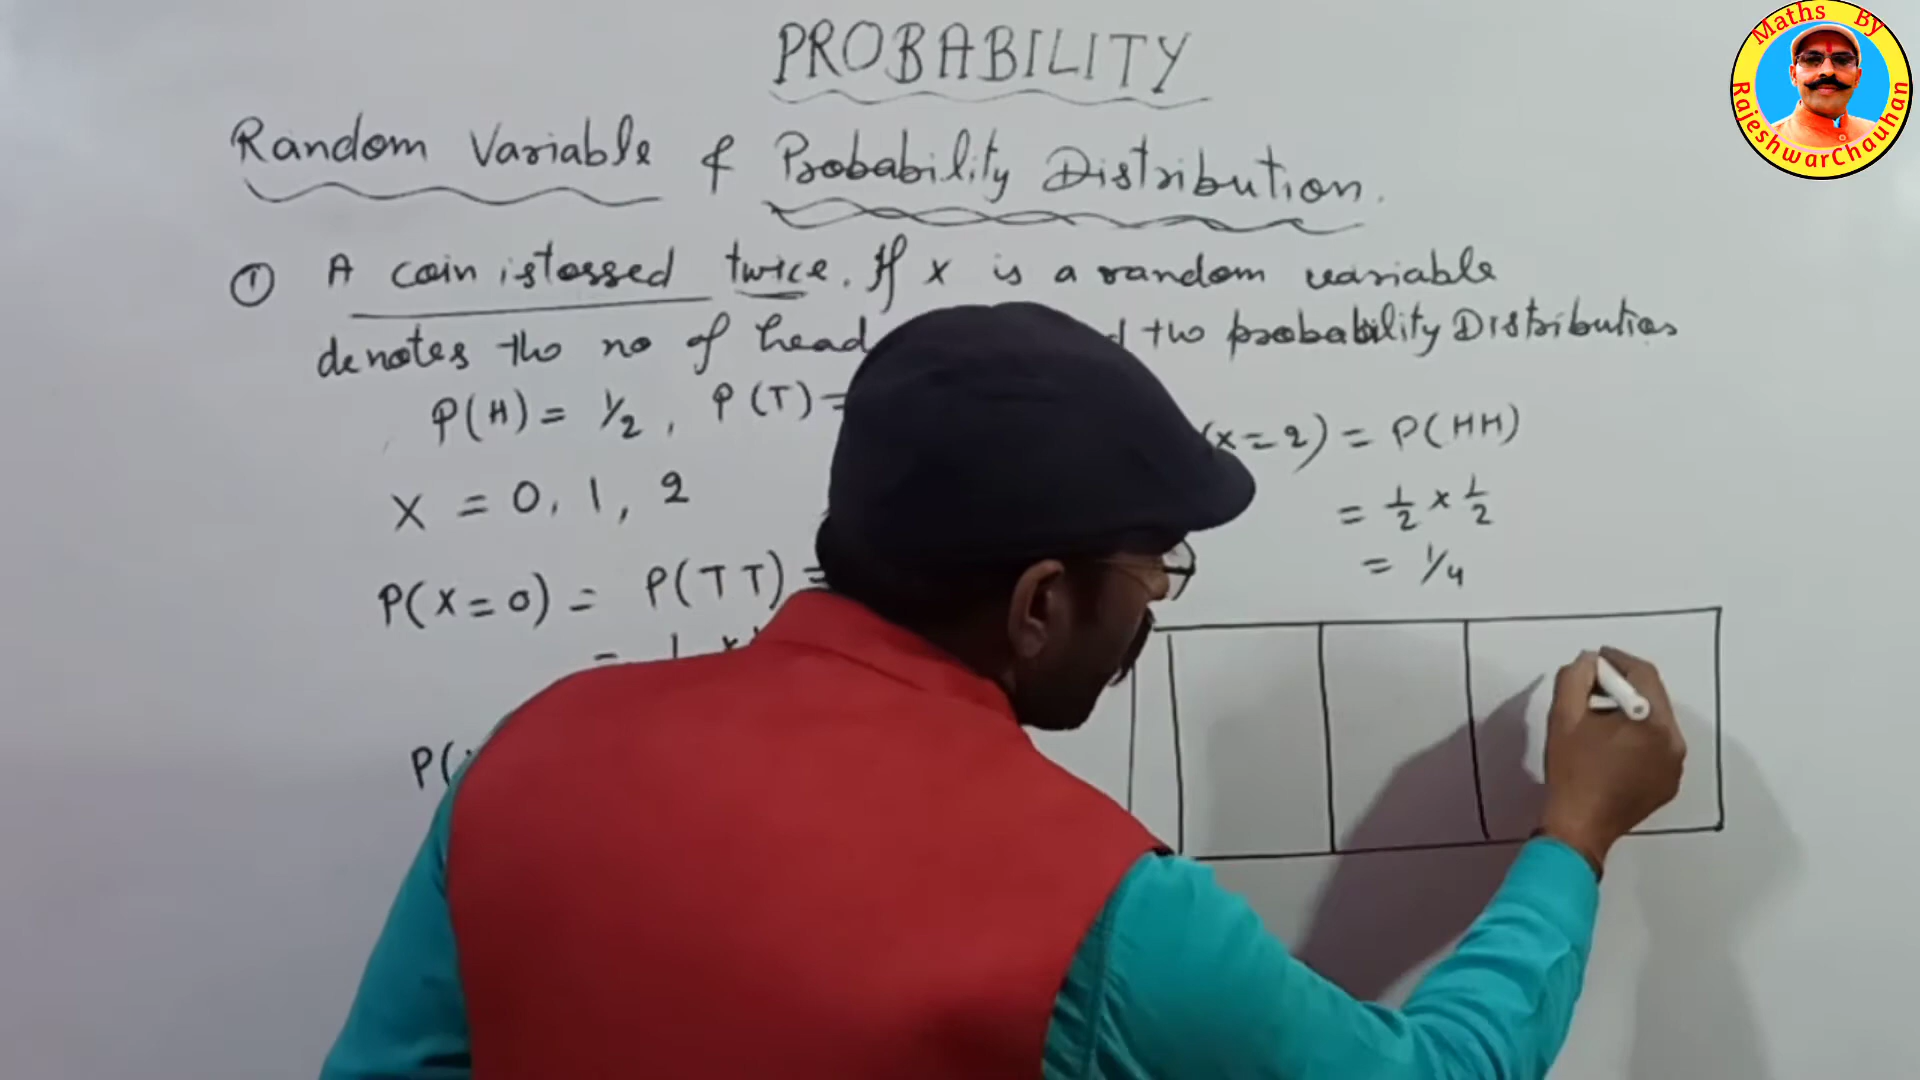 PROBABILITY
Random Variable & Probability Distribution.
① A coin is tossed twice. If X is a random variable
denotes the no of head the probability Distribution
P(H) = 1/2, P(T) =
X = 0, 1, 2
P(X=0) = P(TT) =
=
P(
(X=2) = P(HH)
= 1/2 × 1/2
= 1/4
Maths By
RajeshwarChauhan